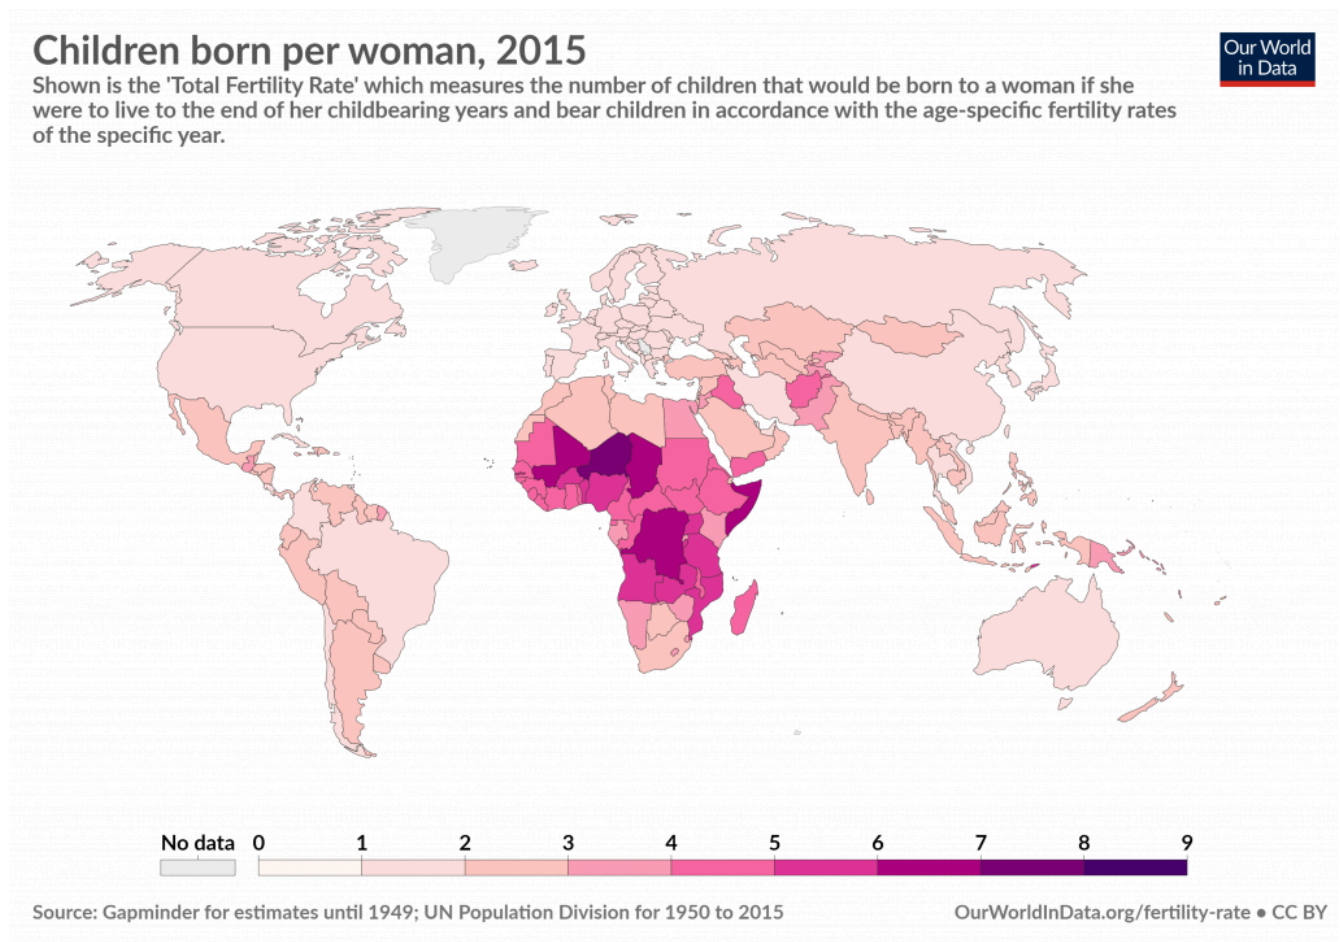 Children born per woman, 2015
Our World
in Data
Shown is the 'Total Fertility Rate' which measures the number of children that would be born to a woman if she
were to live to the end of her childbearing years and bear children in accordance with the age-specific fertility rates
of the specific year.
No data 0 1 2 3 4 5 6 7 8 9
Source: Gapminder for estimates until 1949; UN Population Division for 1950 to 2015
OurWorldInData.org/fertility-rate • CC BY